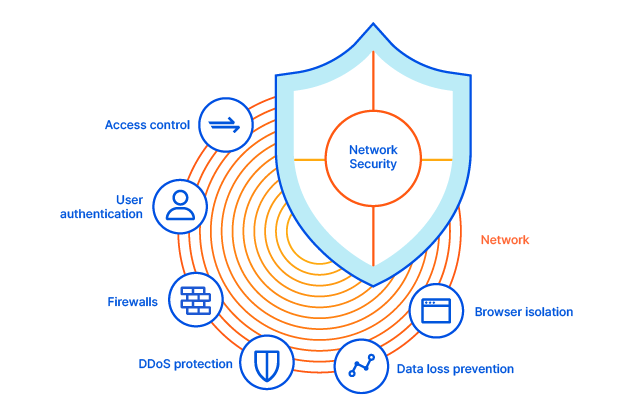 Network
Security
Access control
User
authentication
Firewalls
DDoS protection
Data loss prevention
Browser isolation
Network